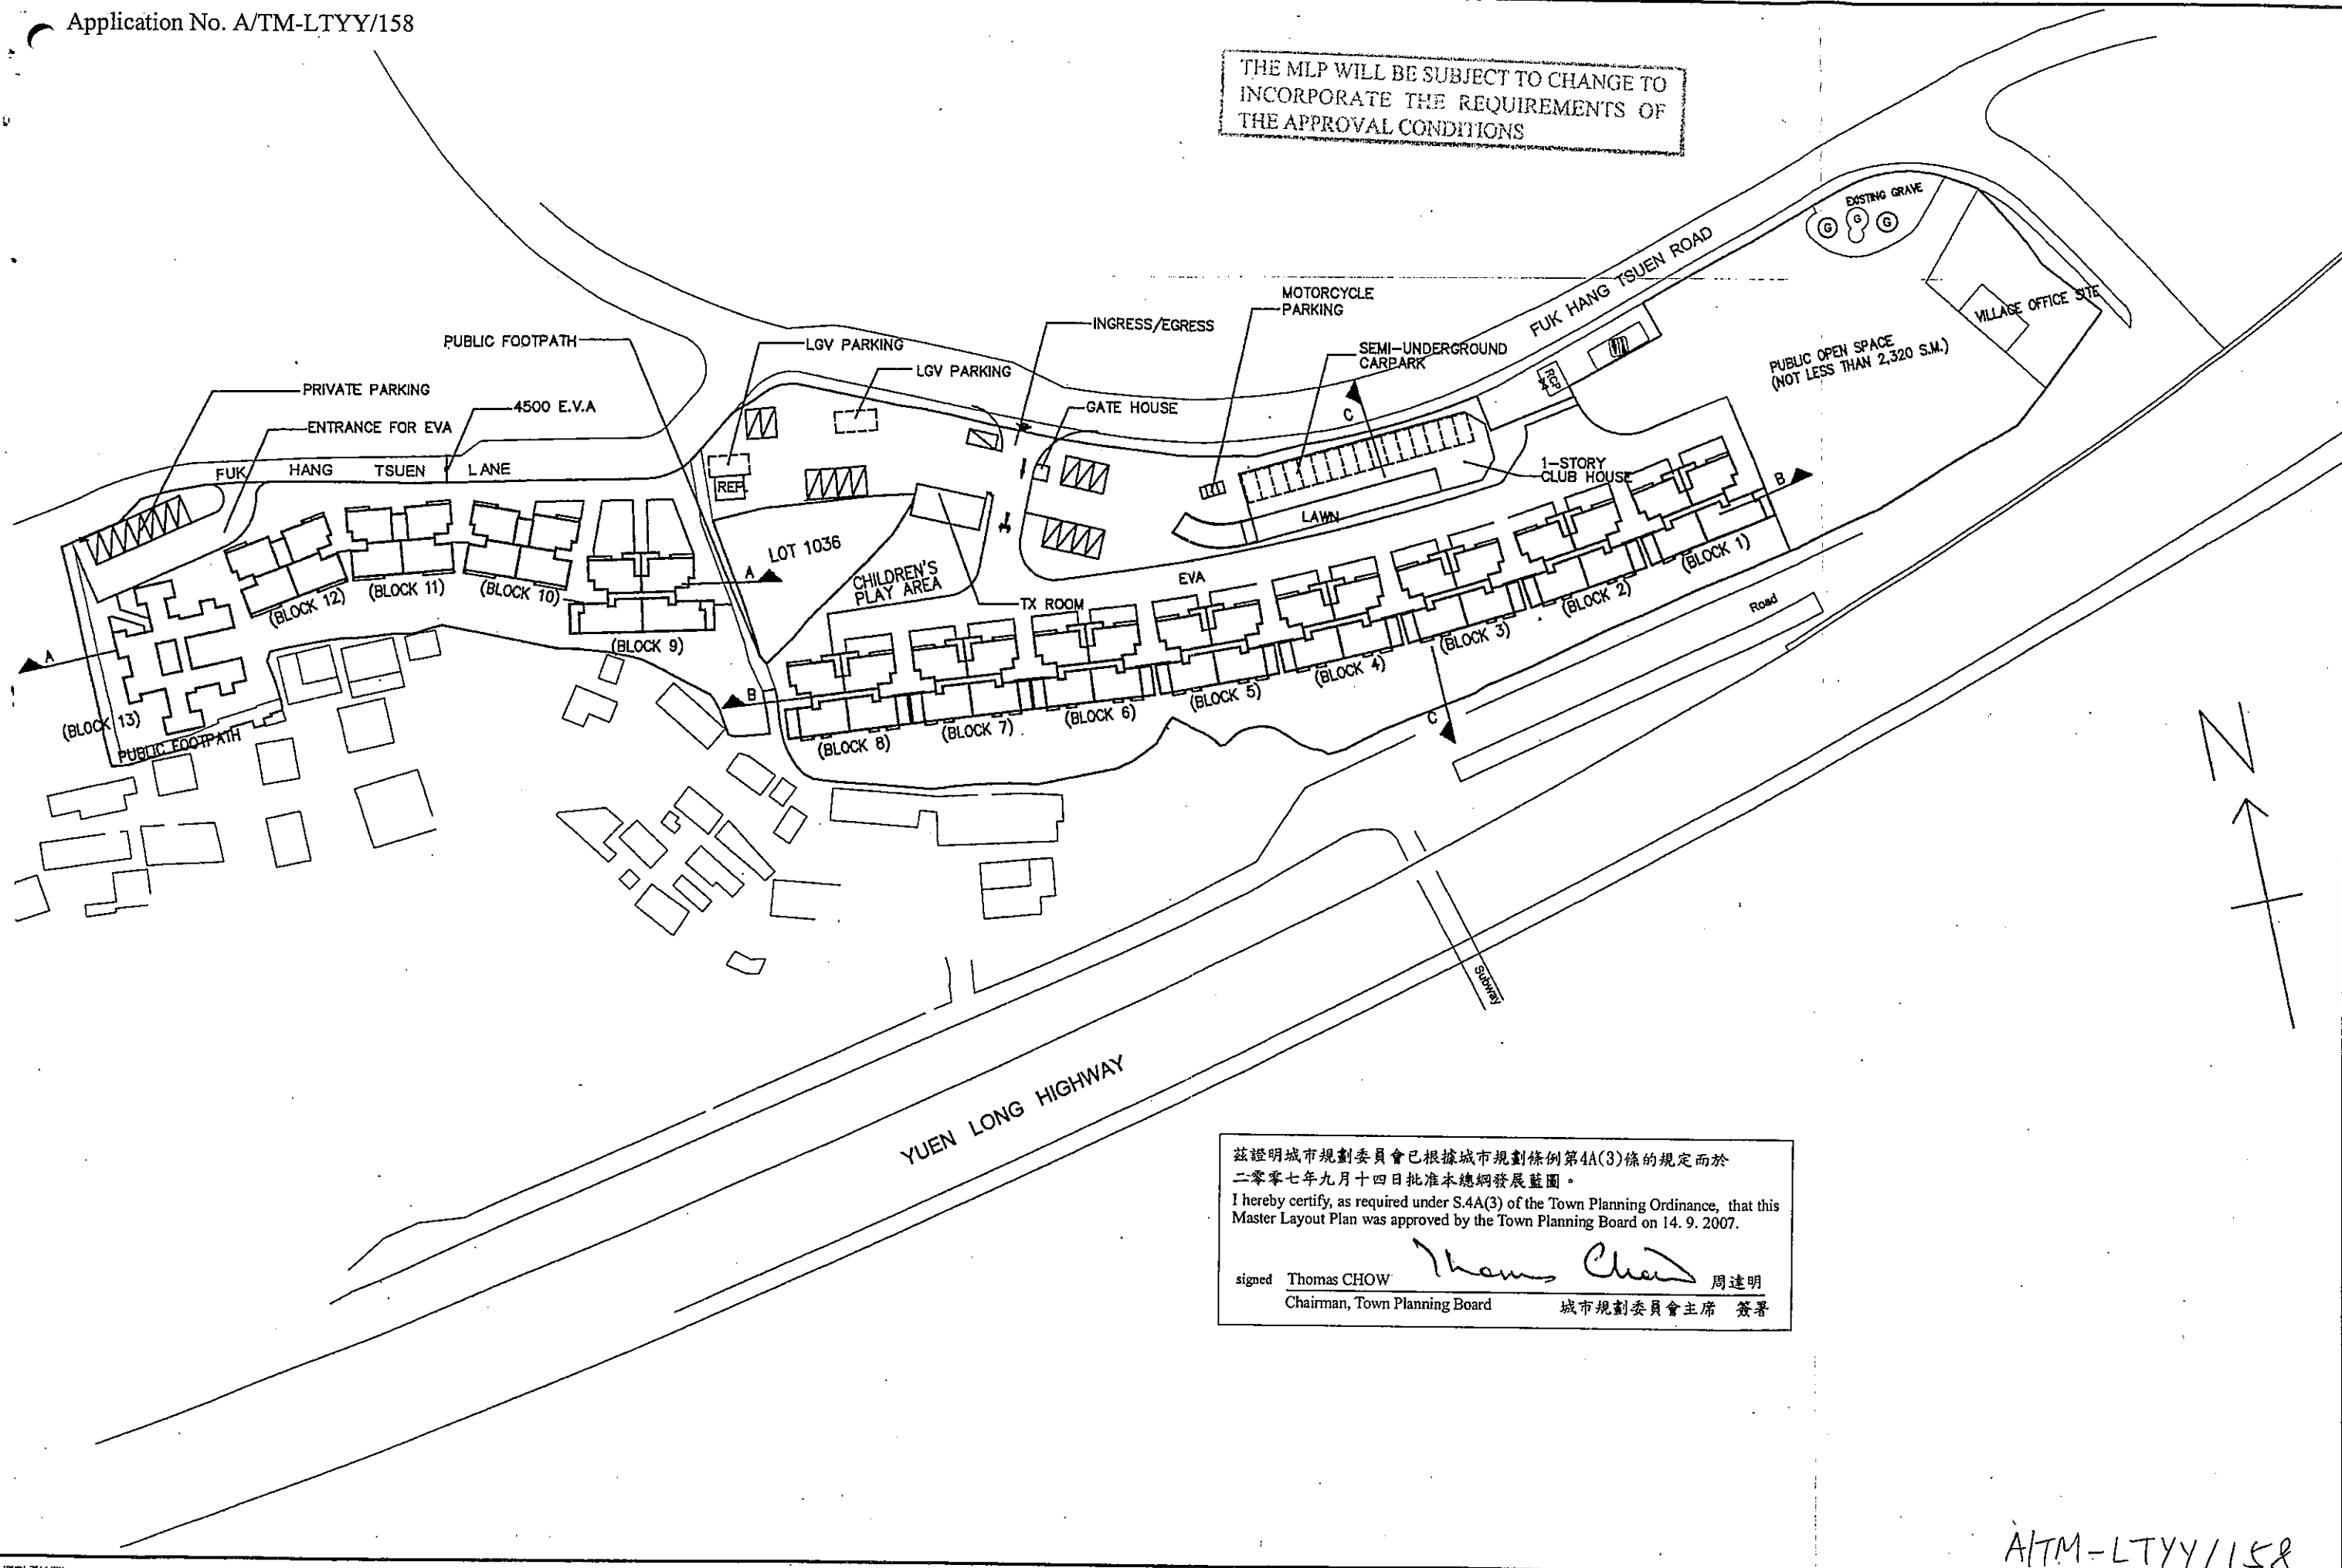 Application No. A/TM-LTYY/158
THE MLP WILL BE SUBJECT TO CHANGE TO
INCORPORATE THE REQUIREMENTS OF
THE APPROVAL CONDITIONS
EXISTING GRAVE
G
G
G
FUK HANG TSUEN ROAD
VILLAGE OFFICE SITE
PUBLIC OPEN SPACE
(NOT LESS THAN 2,320 S.M.)
MOTORCYCLE
PARKING
INGRESS/EGRESS
SEMI-UNDERGROUND
CARPARK
PUBLIC FOOTPATH
LGV PARKING
LGV PARKING
PRIVATE PARKING
4500 E.V.A
ENTRANCE FOR EVA
GATE HOUSE
C
RCP
FUK HANG TSUEN LANE
REF.
1-STORY
CLUB HOUSE
B
LAWN
LOT 1036
CHILDREN'S
PLAY AREA
EVA
TX ROOM
A
(BLOCK 1)
(BLOCK 2)
(BLOCK 3)
(BLOCK 4)
(BLOCK 5)
(BLOCK 6)
(BLOCK 7)
(BLOCK 8)
(BLOCK 9)
(BLOCK 10)
(BLOCK 11)
(BLOCK 12)
(BLOCK 13)
A
B
C
PUBLIC FOOTPATH
Road
N
Subway
YUEN LONG HIGHWAY
茲證明城市規劃委員會已根據城市規劃條例第4A(3)條的規定而於
二零零七年九月十四日批准本總綱發展藍圖。
I hereby certify, as required under S.4A(3) of the Town Planning Ordinance, that this
Master Layout Plan was approved by the Town Planning Board on 14. 9. 2007.
signed Thomas CHOW Thomas Chow 周達明
Chairman, Town Planning Board 城市規劃委員會主席 簽署
A/TM-LTYY/158